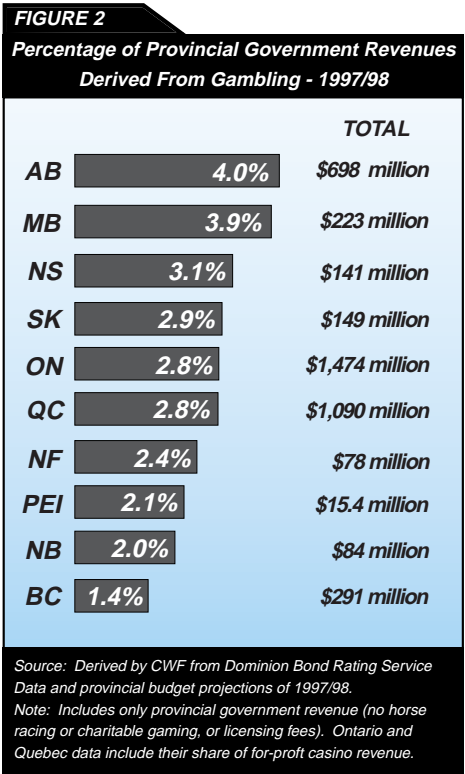 FIGURE 2
Percentage of Provincial Government Revenues
Derived From Gambling - 1997/98
TOTAL
AB 4.0% $698 million
MB 3.9% $223 million
NS 3.1% $141 million
SK 2.9% $149 million
ON 2.8% $1,474 million
QC 2.8% $1,090 million
NF 2.4% $78 million
PEI 2.1% $15.4 million
NB 2.0% $84 million
BC 1.4% $291 million
Source: Derived by CWF from Dominion Bond Rating Service
Data and provincial budget projections of 1997/98.
Note: Includes only provincial government revenue (no horse
racing or charitable gaming, or licensing fees). Ontario and
Quebec data include their share of for-proft casino revenue.